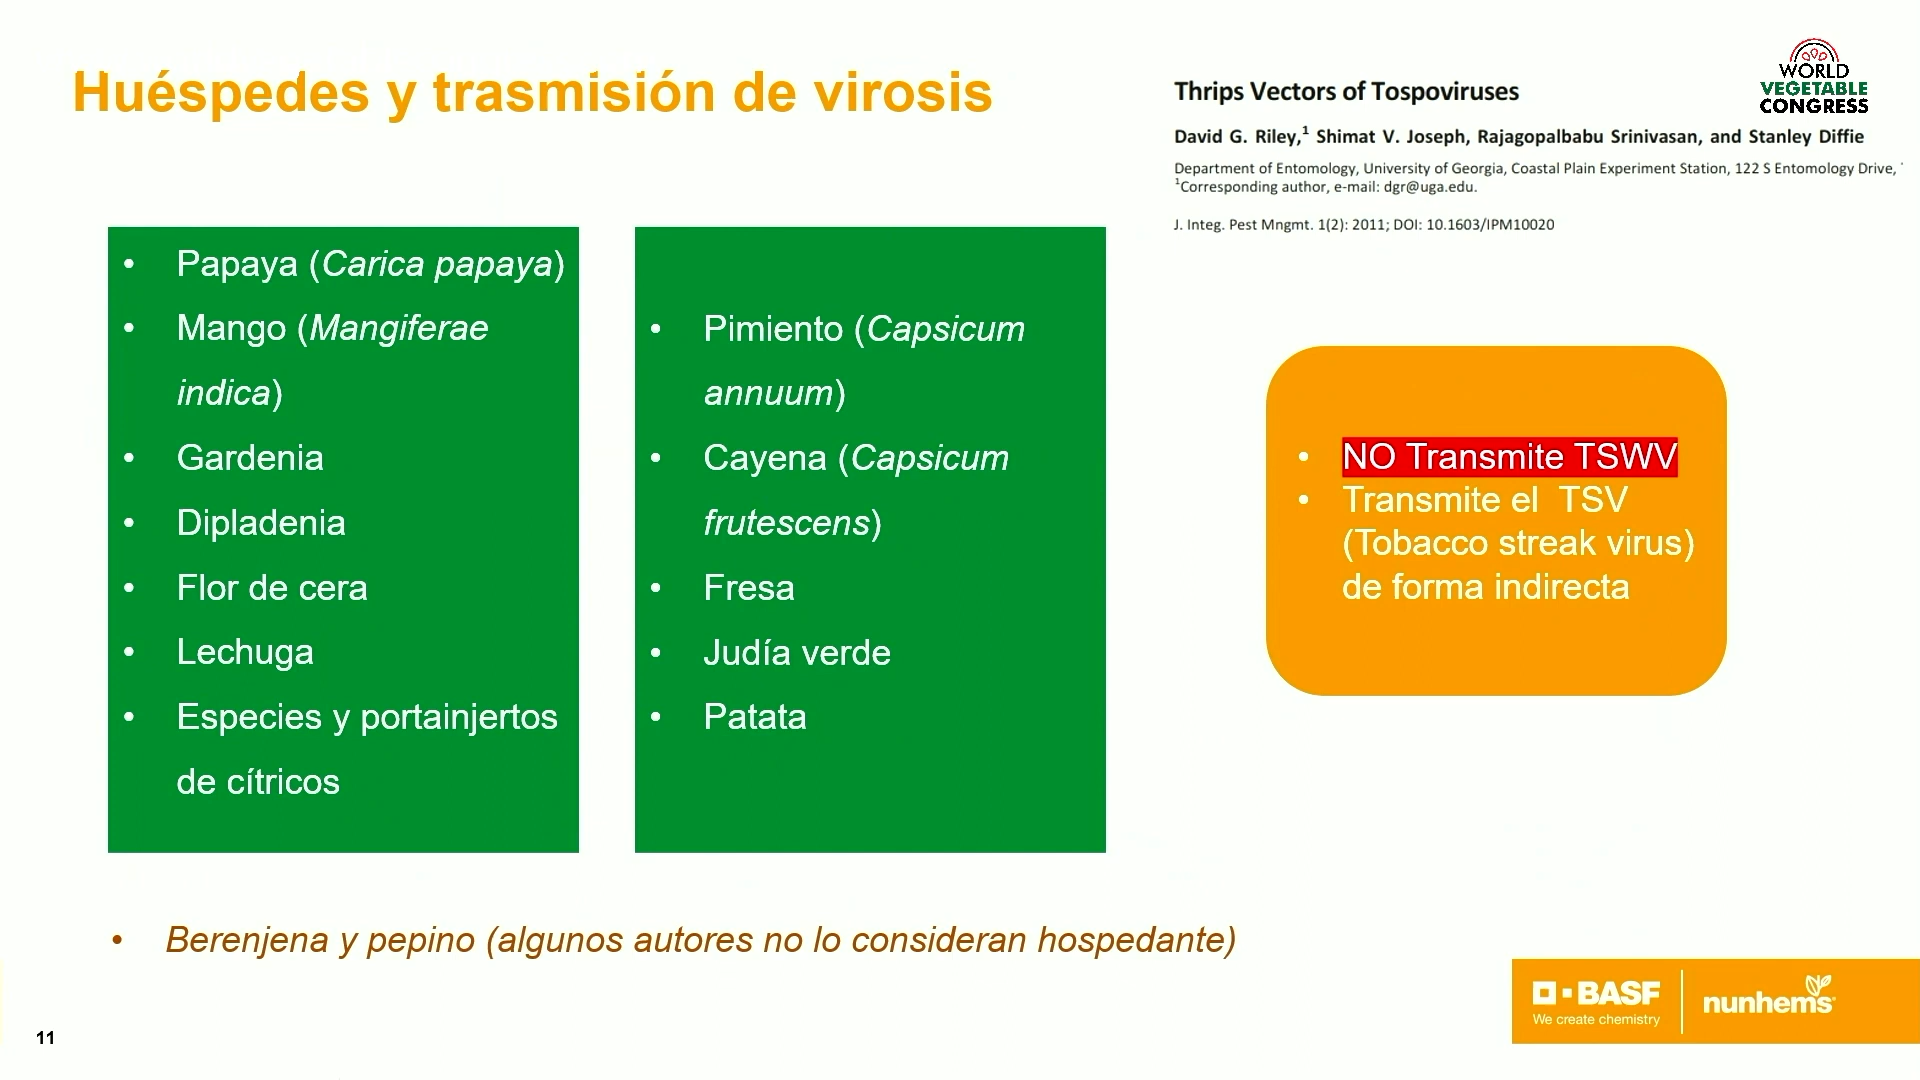 Huéspedes y trasmisión de virosis
Thrips Vectors of Tospoviruses
David G. Riley,¹ Shimat V. Joseph, Rajagopalbabu Srinivasan, and Stanley Diffie
Department of Entomology, University of Georgia, Coastal Plain Experiment Station, 122 S Entomology Drive,
¹Corresponding author, e-mail: dgr@uga.edu.
J. Integ. Pest Mngmt. 1(2): 2011; DOI: 10.1603/IPM10020
WORLD
VEGETABLE
CONGRESS
• Papaya (Carica papaya)
• Mango (Mangiferae
indica)
• Gardenia
• Dipladenia
• Flor de cera
• Lechuga
• Especies y portainjertos
de cítricos
• Pimiento (Capsicum
annuum)
• Cayena (Capsicum
frutescens)
• Fresa
• Judía verde
• Patata
• NO Transmite TSWV
• Transmite el  TSV
(Tobacco streak virus)
de forma indirecta
• Berenjena y pepino (algunos autores no lo consideran hospedante)
BASF
We create chemistry
nunhems
11